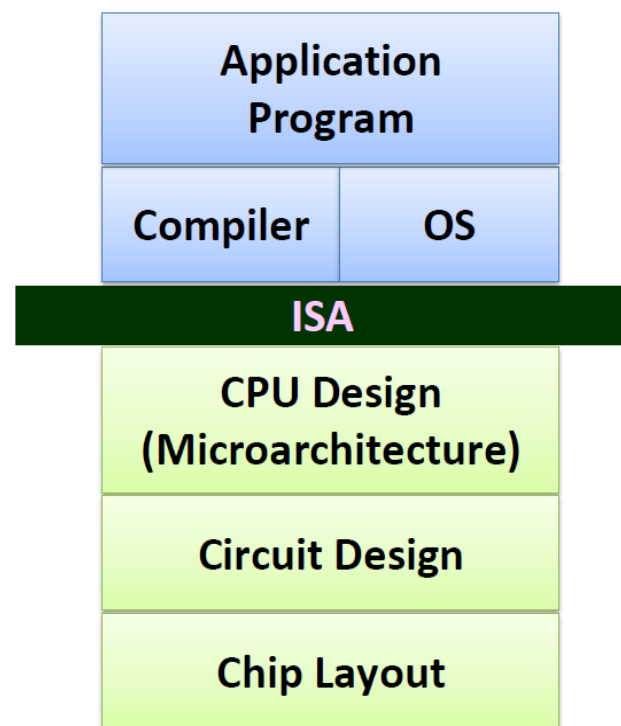 Application
Program
Compiler
OS
ISA
CPU Design
(Microarchitecture)
Circuit Design
Chip Layout